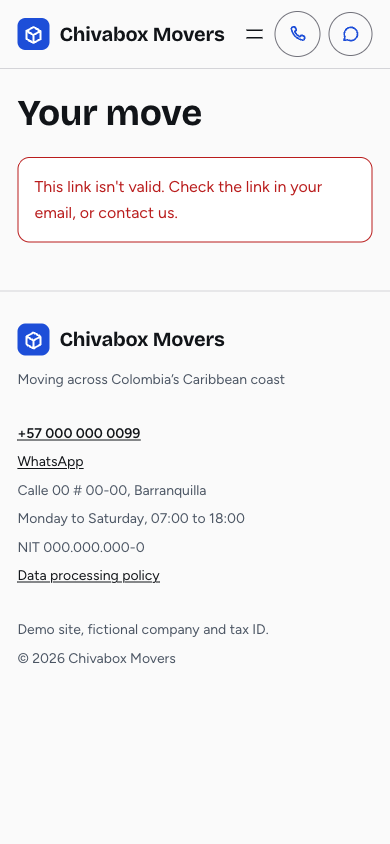 Chivabox Movers
Your move
This link isn't valid. Check the link in your
email, or contact us.
Chivabox Movers
Moving across Colombia’s Caribbean coast
+57 000 000 0099
WhatsApp
Calle 00 # 00-00, Barranquilla
Monday to Saturday, 07:00 to 18:00
NIT 000.000.000-0
Data processing policy
Demo site, fictional company and tax ID.
© 2026 Chivabox Movers